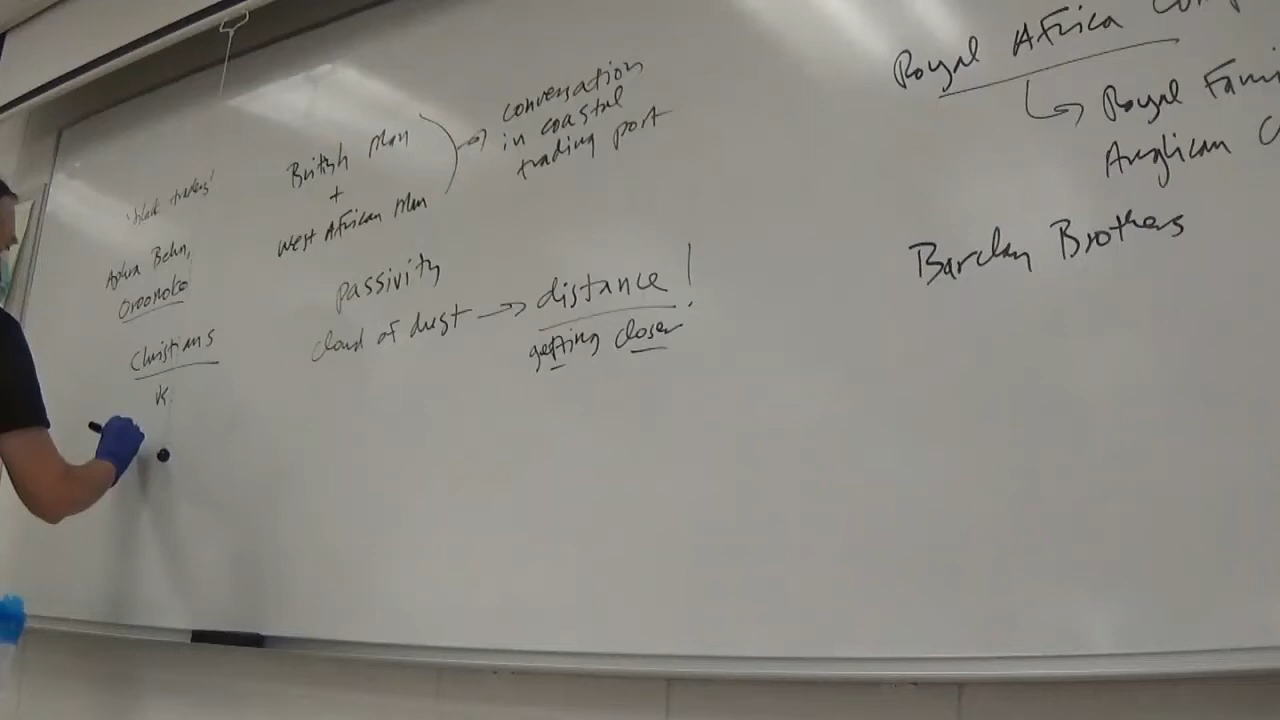 'black traders'
Aphra Behn,
Oroonoko
Christians
K
British Man
+
West African Man
conversation
in coastal
trading port
passivity
cloud of dust → distance!
getting closer
Royal Africa
Royal
Anglican
Barclay Brothers